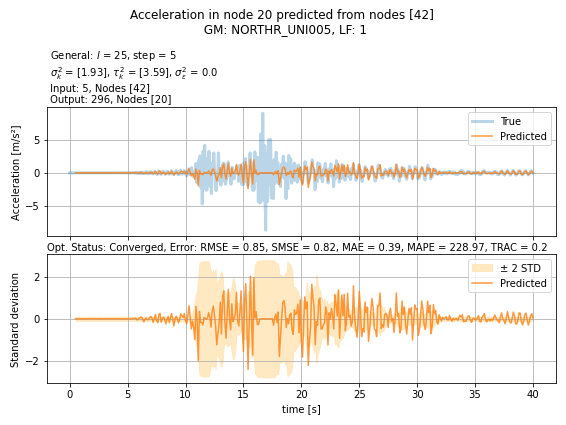 Acceleration in node 20 predicted from nodes [42]
GM: NORTHR_UNI005, LF: 1
General: l = 25, step = 5
σ²ₖ = [1.93], τ²ₖ = [3.59], σ²ε = 0.0
Input: 5, Nodes [42]
Output: 296, Nodes [20]
Acceleration [m/s²]
5
0
−5
True
Predicted
Opt. Status: Converged, Error: RMSE = 0.85, SMSE = 0.82, MAE = 0.39, MAPE = 228.97, TRAC = 0.2
Standard deviation
2
0
−2
± 2 STD
Predicted
0 5 10 15 20 25 30 35 40
time [s]